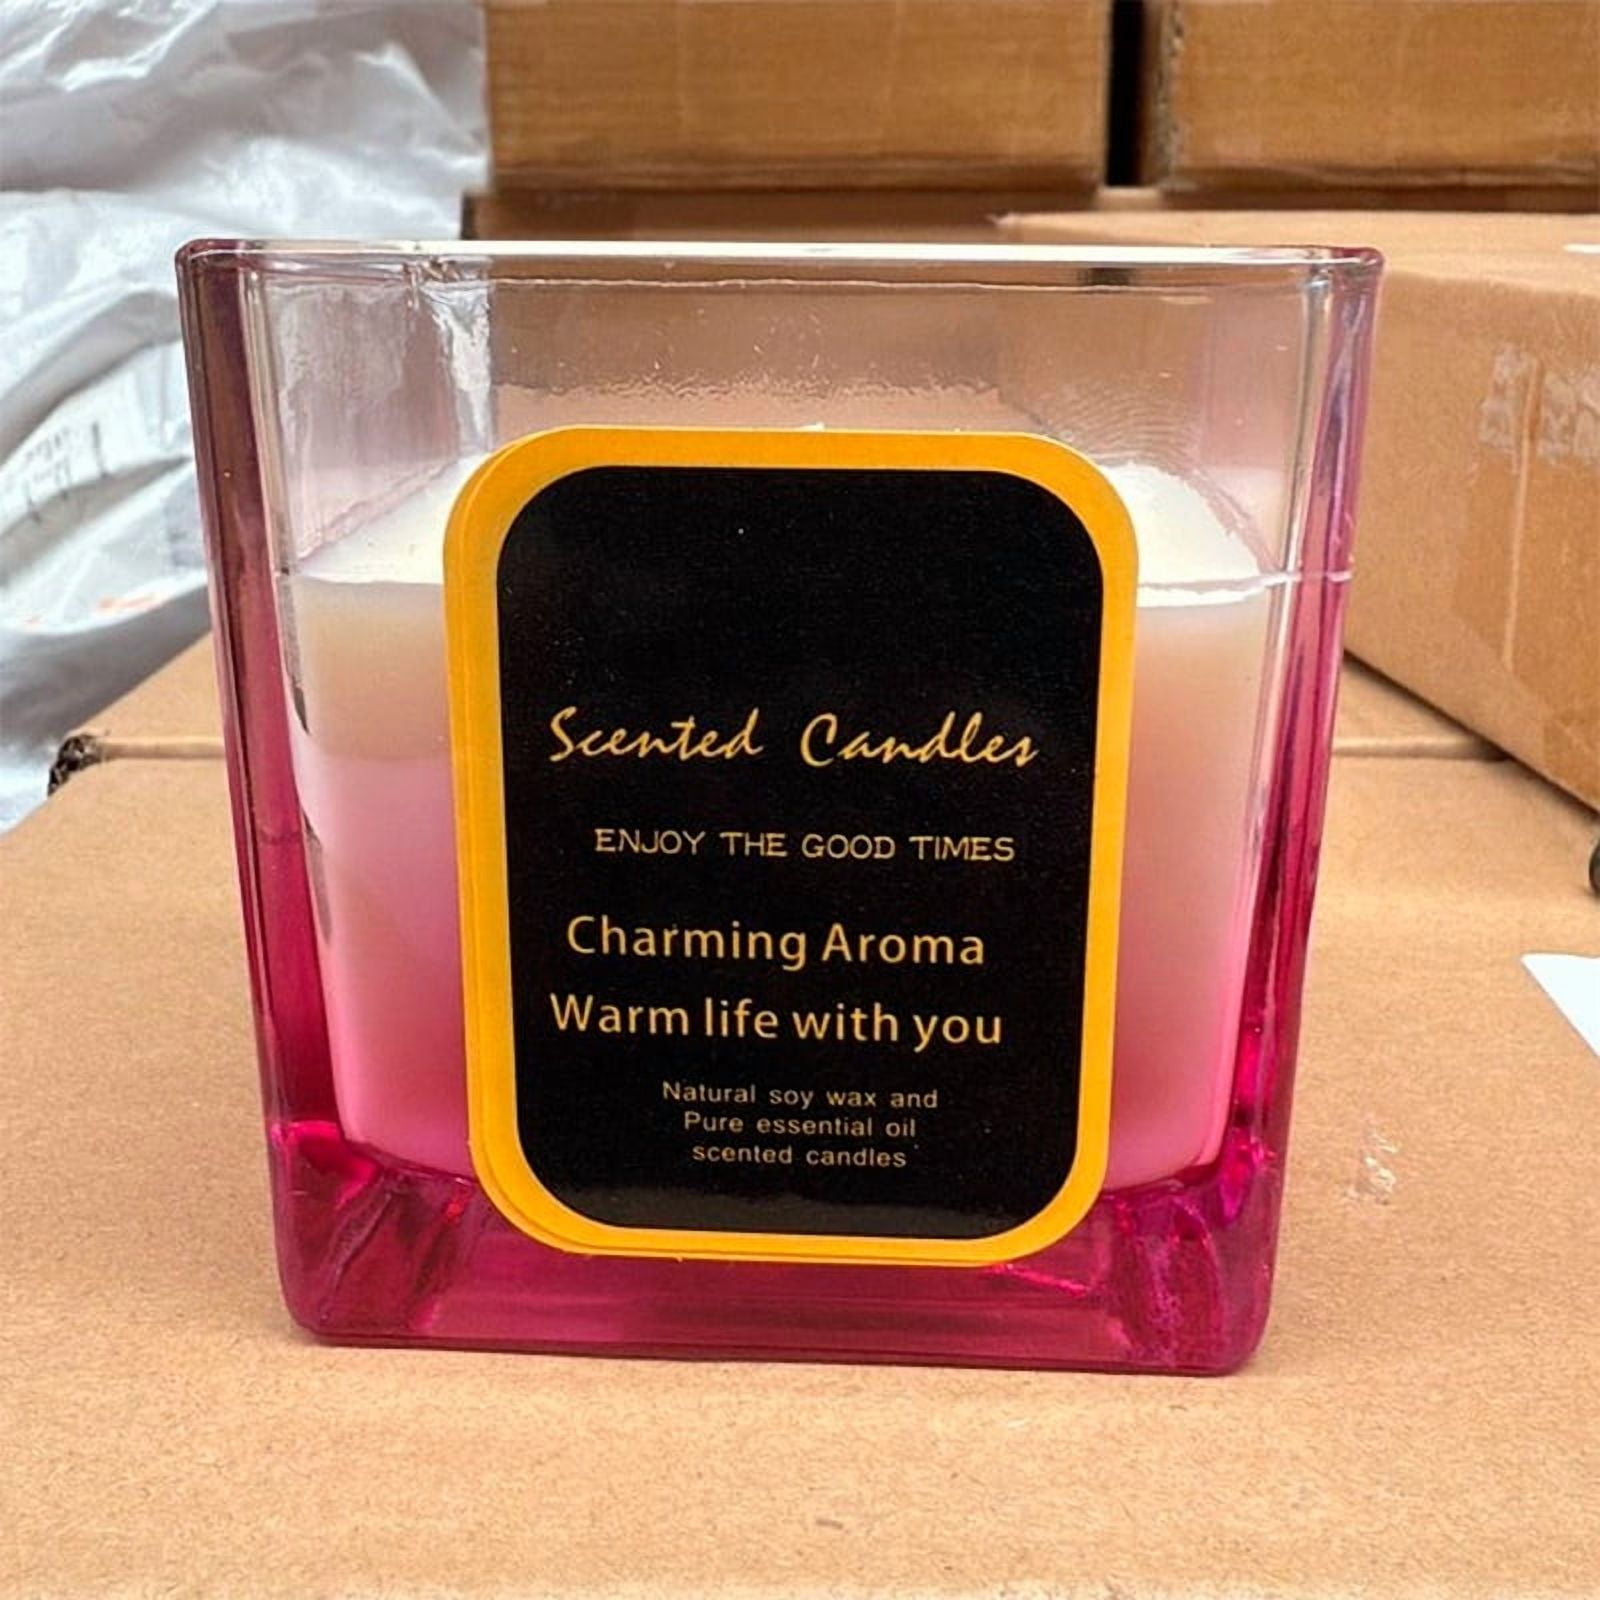 Scented Candles
ENJOY THE GOOD TIMES
Charming Aroma
Warm life with you
Natural soy wax and
Pure essential oil
scented candles